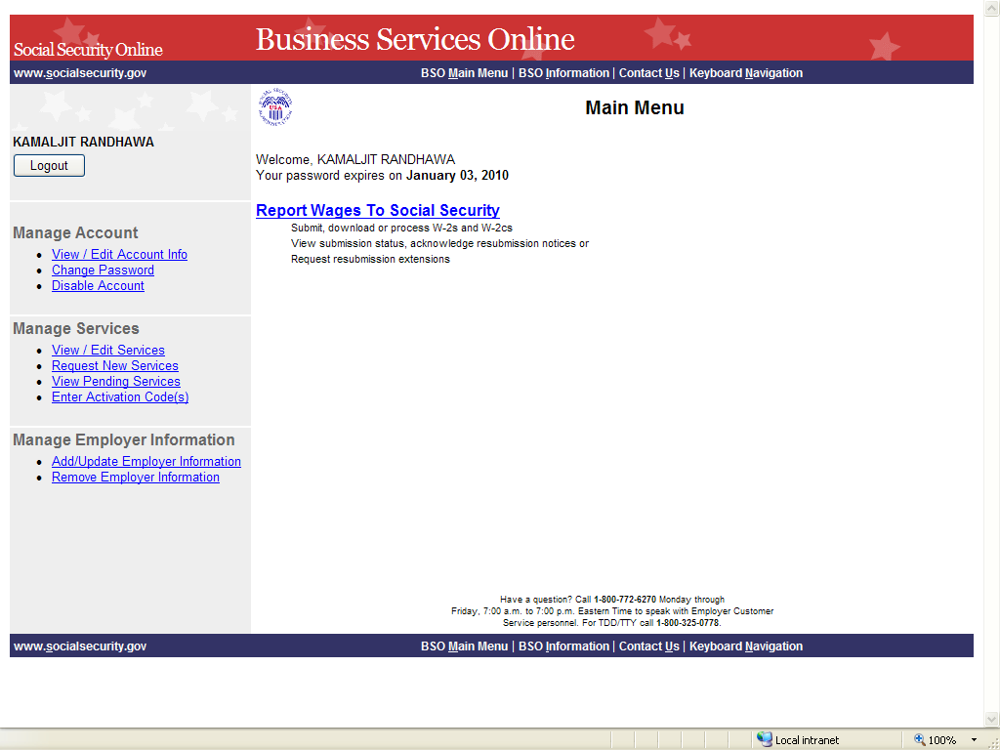 Social Security Online
Business Services Online
www.socialsecurity.gov
BSO Main Menu | BSO Information | Contact Us | Keyboard Navigation
KAMALJIT RANDHAWA
Logout
Manage Account
View / Edit Account Info
Change Password
Disable Account
Manage Services
View / Edit Services
Request New Services
View Pending Services
Enter Activation Code(s)
Manage Employer Information
Add/Update Employer Information
Remove Employer Information
USA
Main Menu
Welcome, KAMALJIT RANDHAWA
Your password expires on January 03, 2010
Report Wages To Social Security
Submit, download or process W-2s and W-2cs
View submission status, acknowledge resubmission notices or
Request resubmission extensions
Have a question? Call 1-800-772-6270 Monday through
Friday, 7:00 a.m. to 7:00 p.m. Eastern Time to speak with Employer Customer
Service personnel. For TDD/TTY call 1-800-325-0778.
www.socialsecurity.gov
BSO Main Menu | BSO Information | Contact Us | Keyboard Navigation
Local intranet
100%